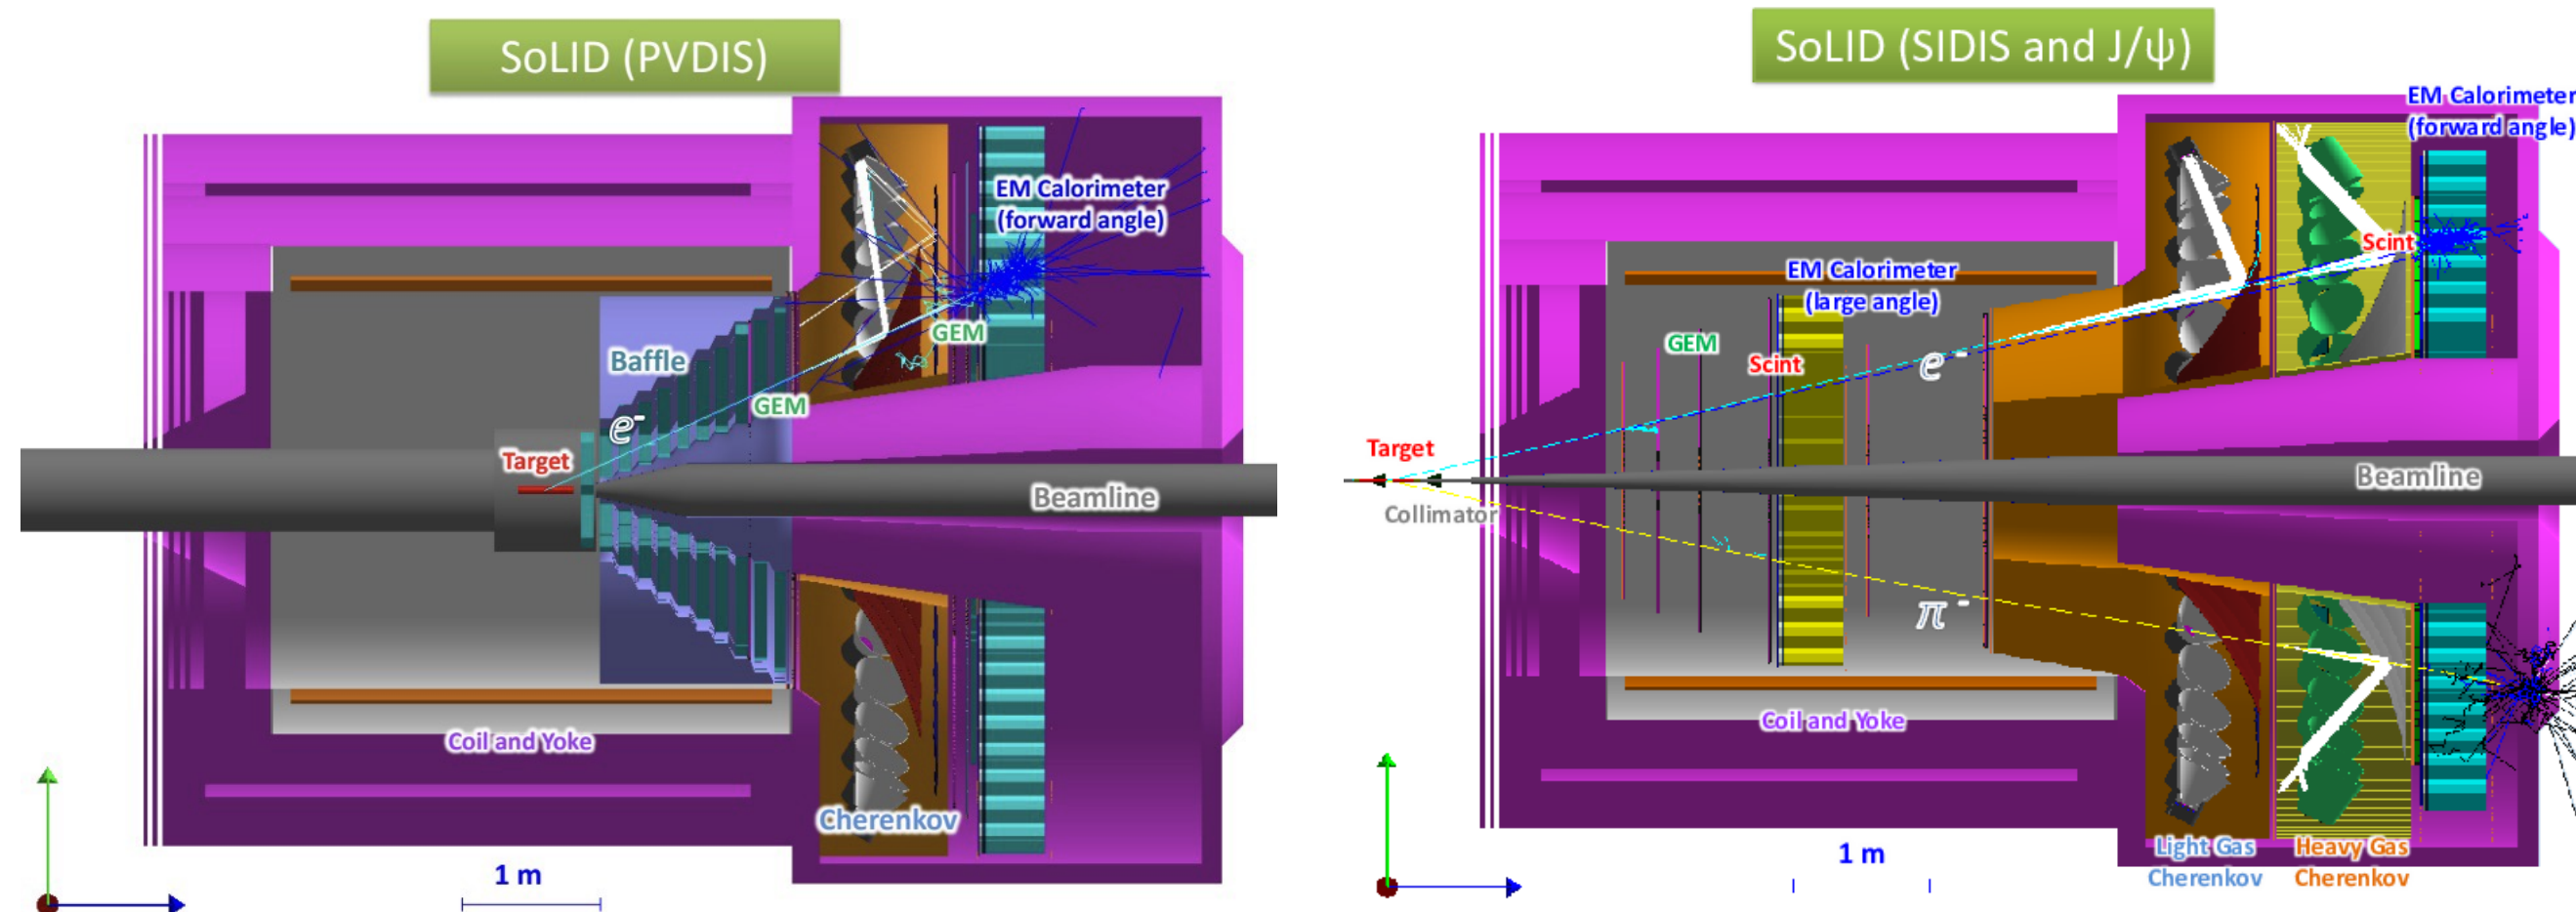 SoLID (PVDIS)
EM Calorimeter
(forward angle)
Baffle
GEM
GEM
e-
Target
Beamline
Coil and Yoke
Cherenkov
1 m
SoLID (SIDIS and J/ψ)
EM Calorimeter
(forward angle)
Scint
EM Calorimeter
(large angle)
GEM
Scint
e-
Target
Beamline
Collimator
π-
Coil and Yoke
1 m
Light Gas
Cherenkov
Heavy Gas
Cherenkov